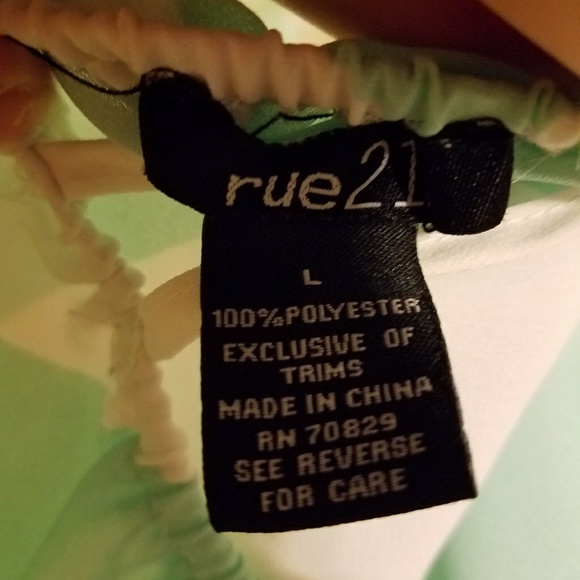 rue21
L
100%POLYESTER
EXCLUSIVE OF
TRIMS
MADE IN CHINA
RN 70829
SEE REVERSE
FOR CARE